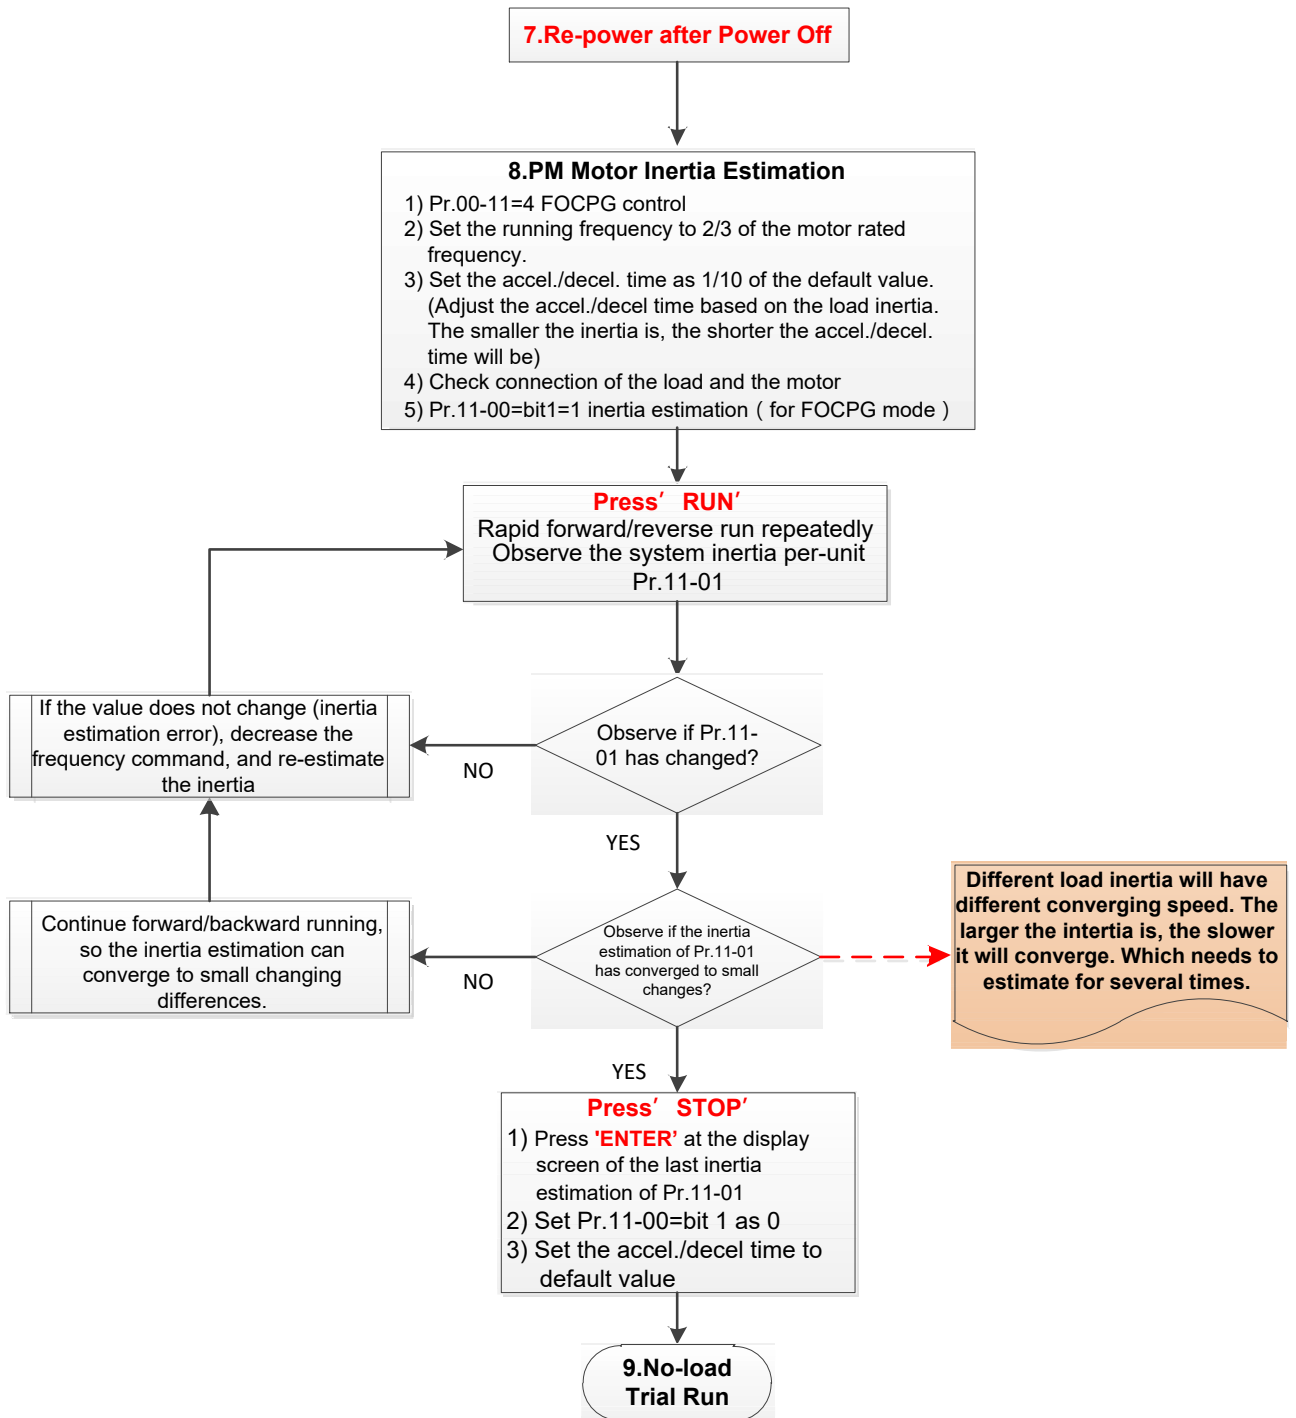 7.Re-power after Power Off
8.PM Motor Inertia Estimation
1) Pr.00-11=4 FOCPG control
2) Set the running frequency to 2/3 of the motor rated
frequency.
3) Set the accel./decel. time as 1/10 of the default value.
(Adjust the accel./decel time based on the load inertia.
The smaller the inertia is, the shorter the accel./decel.
time will be)
4) Check connection of the load and the motor
5) Pr.11-00=bit1=1 inertia estimation ( for FOCPG mode )
Press’ RUN’
Rapid forward/reverse run repeatedly
Observe the system inertia per-unit
Pr.11-01
If the value does not change (inertia
estimation error), decrease the
frequency command, and re-estimate
the inertia
NO
Observe if Pr.11-
01 has changed?
YES
Continue forward/backward running,
so the inertia estimation can
converge to small changing
differences.
NO
Observe if the inertia
estimation of Pr.11-01
has converged to small
changes?
Different load inertia will have
different converging speed. The
larger the intertia is, the slower
it will converge. Which needs to
estimate for several times.
YES
Press’ STOP’
1) Press 'ENTER’ at the display
screen of the last inertia
estimation of Pr.11-01
2) Set Pr.11-00=bit 1 as 0
3) Set the accel./decel time to
default value
9.No-load
Trial Run